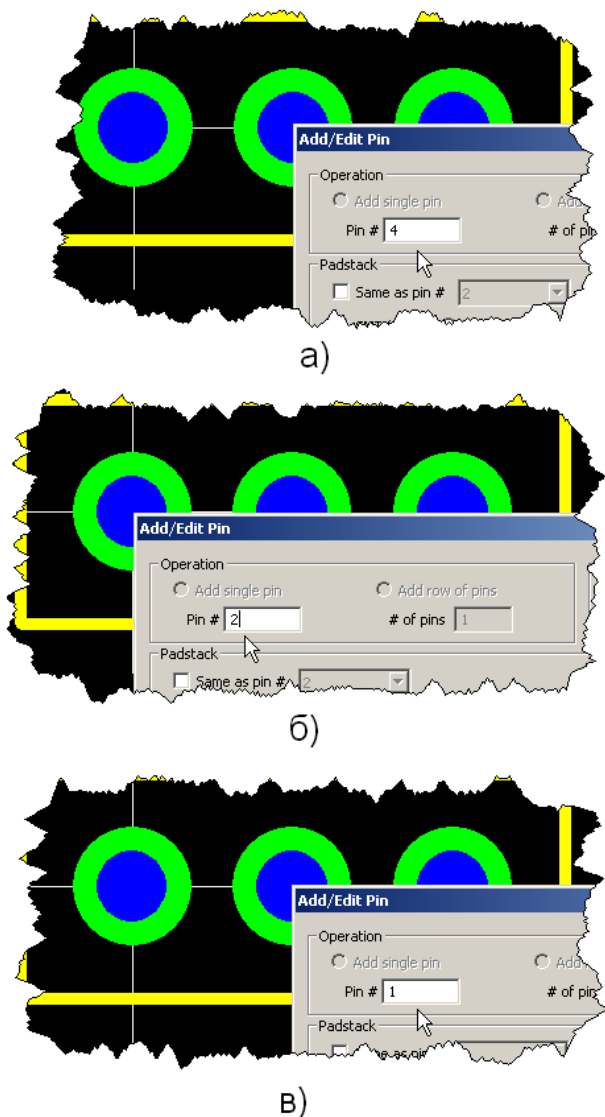 Add/Edit Pin
Operation
Add single pin
Pin # 4
# of
Padstack
Same as pin # 2
а)
Add/Edit Pin
Operation
Add single pin Add row of pins
Pin # 2 # of pins 1
Padstack
Same as pin # 2
б)
Add/Edit Pin
Operation
Add single pin Add
Pin # 1 # of pin
Padstack
в)